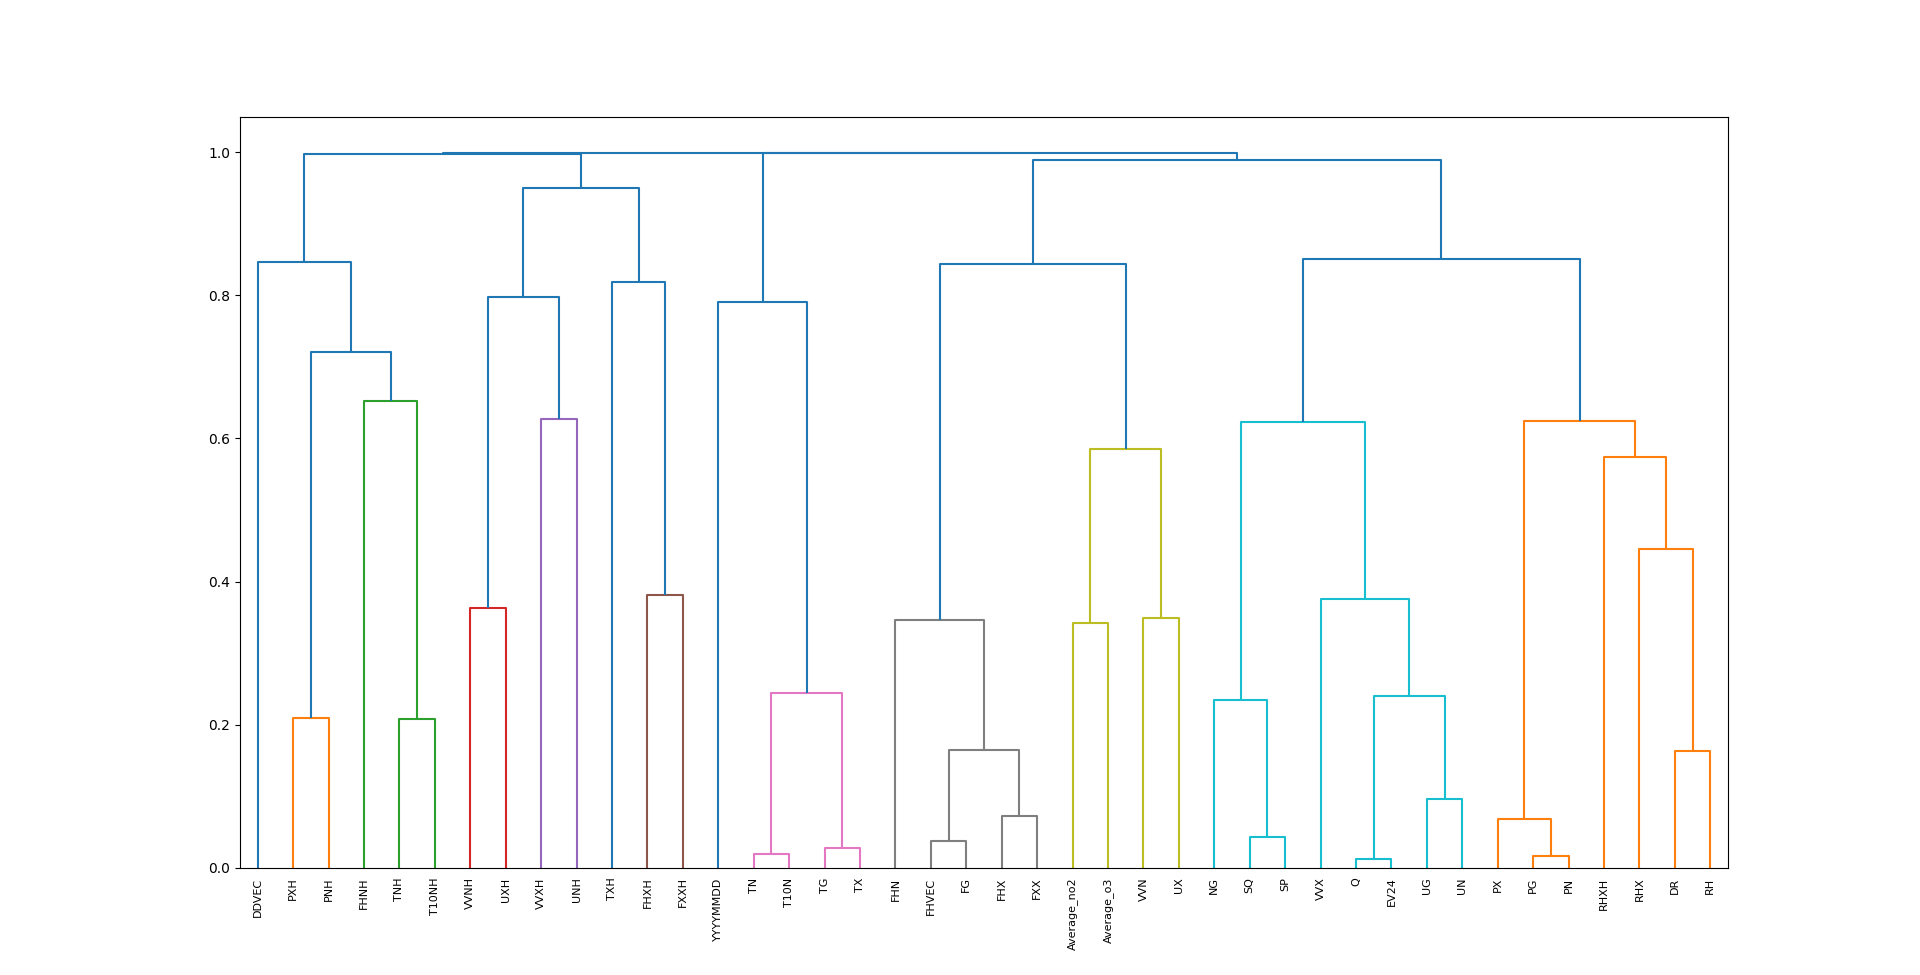 1.0
0.8
0.6
0.4
0.2
0.0
DDVEC
PXH
PNH
FHNH
TNH
T10NH
VVNH
UXH
VVXH
UNH
TXH
FHXH
FXXH
YYYYMMDD
TN
T10N
TG
TX
FHN
FHVEC
FG
FHX
FXX
Average_no2
Average_o3
VVN
UX
NG
SQ
SP
VVX
Q
EV24
UG
UN
PX
PG
PN
RHXH
RHX
DR
RH